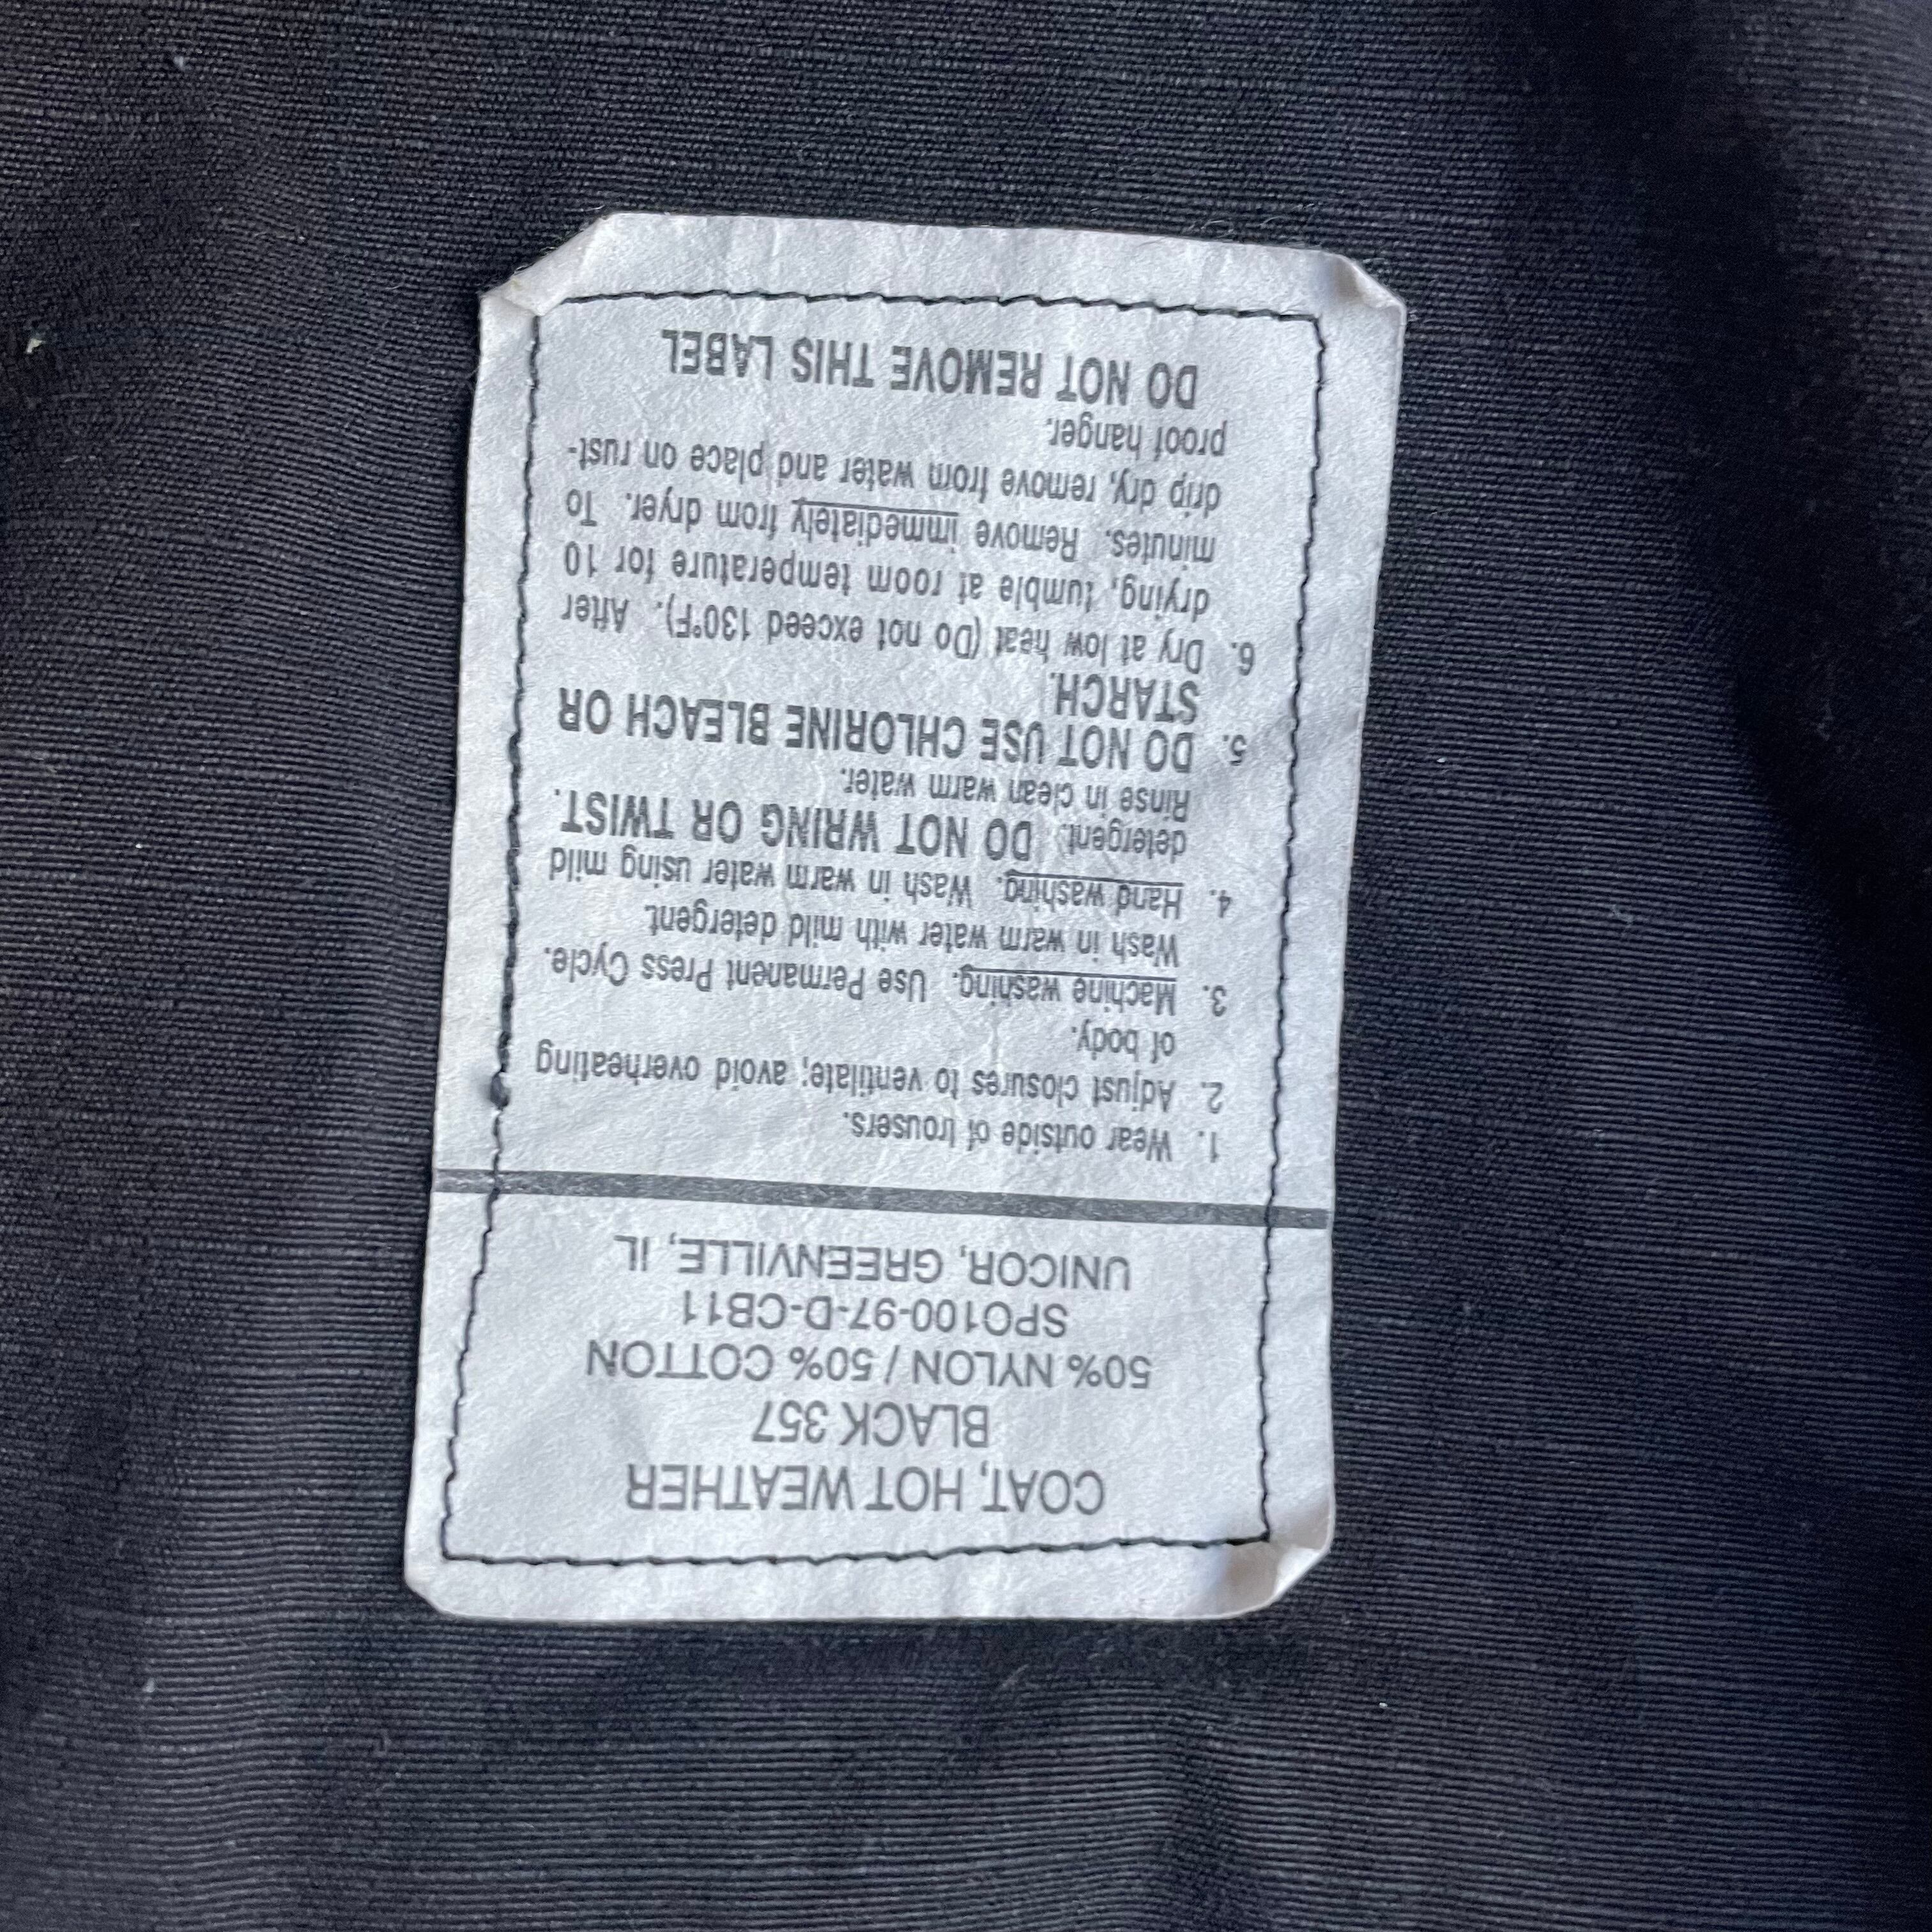 COAT, HOT WEATHER
BLACK 357
50% NYLON / 50% COTTON
SPO100-97-D-CB11
UNICOR, GREENVILLE, IL
1. Wear outside of trousers.
2. Adjust closures to ventilate; avoid overheating
of body.
3. Machine washing. Use Permanent Press Cycle.
Wash in warm water with mild detergent.
4. Hand washing. Wash in warm water using mild
detergent. DO NOT WRING OR TWIST.
Rinse in clean warm water.
5. DO NOT USE CHLORINE BLEACH OR
STARCH.
6. Dry at low heat (Do not exceed 130°F). After
drying, tumble at room temperature for 10
minutes. Remove immediately from dryer. To
drip dry, remove from water and place on rust-
proof hanger.
DO NOT REMOVE THIS LABEL